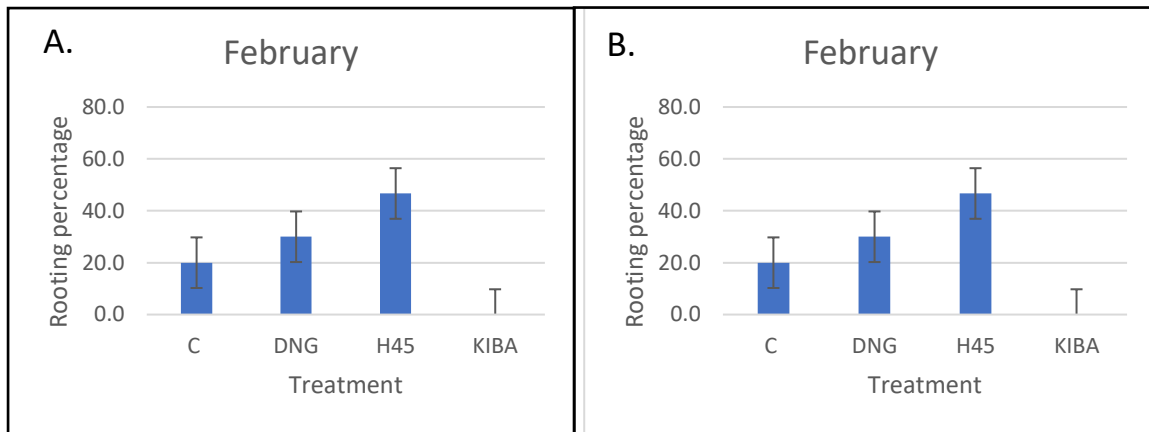 A.
February
Rooting percentage
80.0
60.0
40.0
20.0
0.0
C DNG H45 KIBA
Treatment
B.
February
Rooting percentage
80.0
60.0
40.0
20.0
0.0
C DNG H45 KIBA
Treatment